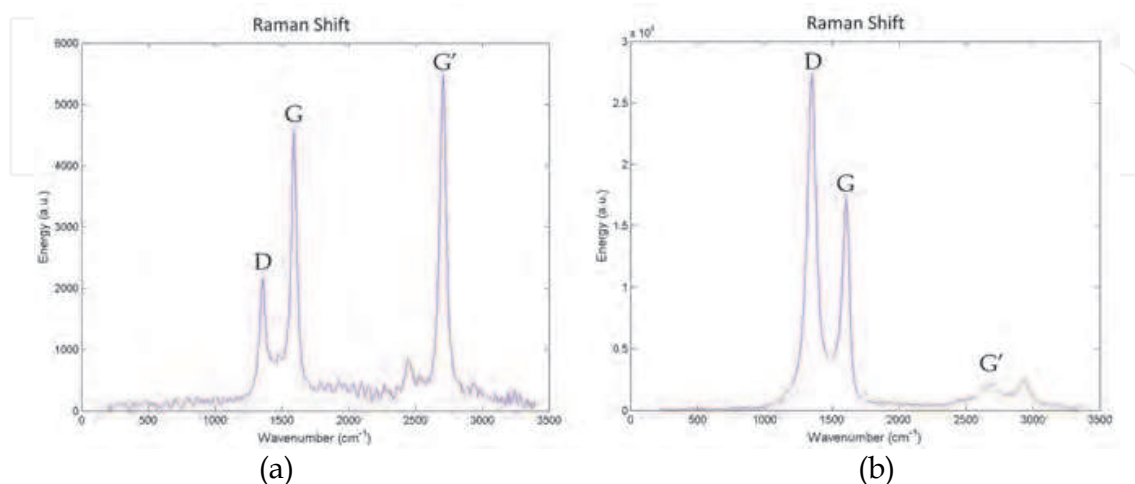 Raman Shift
6000
5000
4000
3000
2000
1000
0
Energy (a.u.)
D
G
G'
0 500 1000 1500 2000 2500 3000 3500
Wavenumber (cm⁻¹)
(a)
Raman Shift
3
2.5
2
1.5
1
0.5
0
Energy (a.u.)
D
G
G'
0 500 1000 1500 2000 2500 3000 3500
Wavenumber (cm⁻¹)
(b)